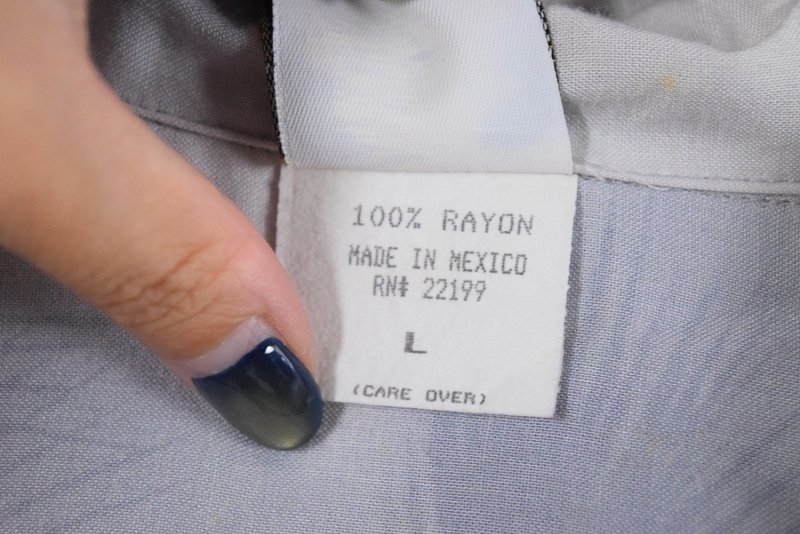 100% RAYON
MADE IN MEXICO
RN# 22199
L
(CARE OVER)